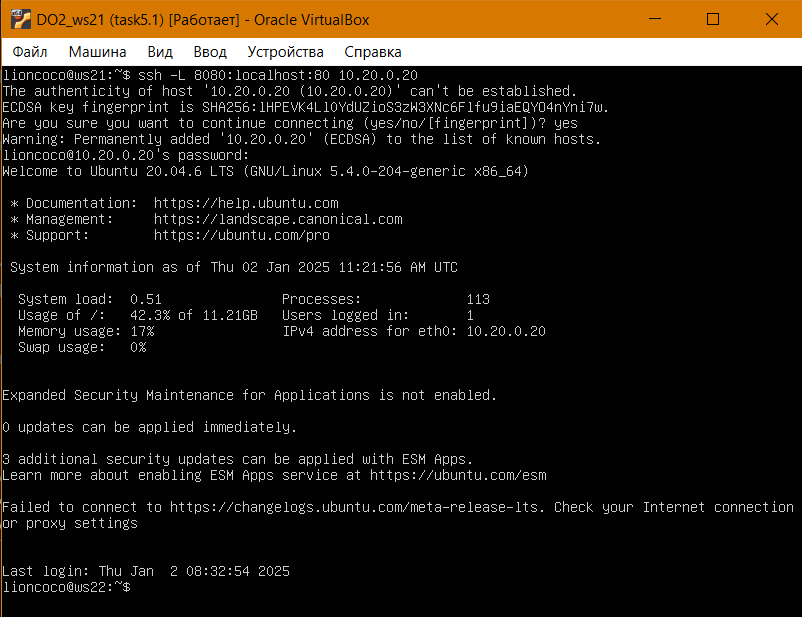 DO2_ws21 (task5.1) [Работает] - Oracle VirtualBox
Файл Машина Вид Ввод Устройства Справка
lioncoco@ws21:~$ ssh -L 8080:localhost:80 10.20.0.20
The authenticity of host '10.20.0.20 (10.20.0.20)' can't be established.
ECDSA key fingerprint is SHA256:lHPEVK4LlOYdUZioS3zW3XNc6Flfu9iaEQYO4nYni7w.
Are you sure you want to continue connecting (yes/no/[fingerprint])? yes
Warning: Permanently added '10.20.0.20' (ECDSA) to the list of known hosts.
lioncoco@10.20.0.20's password:
Welcome to Ubuntu 20.04.6 LTS (GNU/Linux 5.4.0-204-generic x86_64)
* Documentation: https://help.ubuntu.com
* Management: https://landscape.canonical.com
* Support: https://ubuntu.com/pro
System information as of Thu 02 Jan 2025 11:21:56 AM UTC
System load: 0.51 Processes: 113
Usage of /: 42.3% of 11.21GB Users logged in: 1
Memory usage: 17% IPv4 address for eth0: 10.20.0.20
Swap usage: 0%
Expanded Security Maintenance for Applications is not enabled.
0 updates can be applied immediately.
3 additional security updates can be applied with ESM Apps.
Learn more about enabling ESM Apps service at https://ubuntu.com/esm
Failed to connect to https://changelogs.ubuntu.com/meta-release-lts. Check your Internet connection
or proxy settings
Last login: Thu Jan  2 08:32:54 2025
lioncoco@ws22:~$